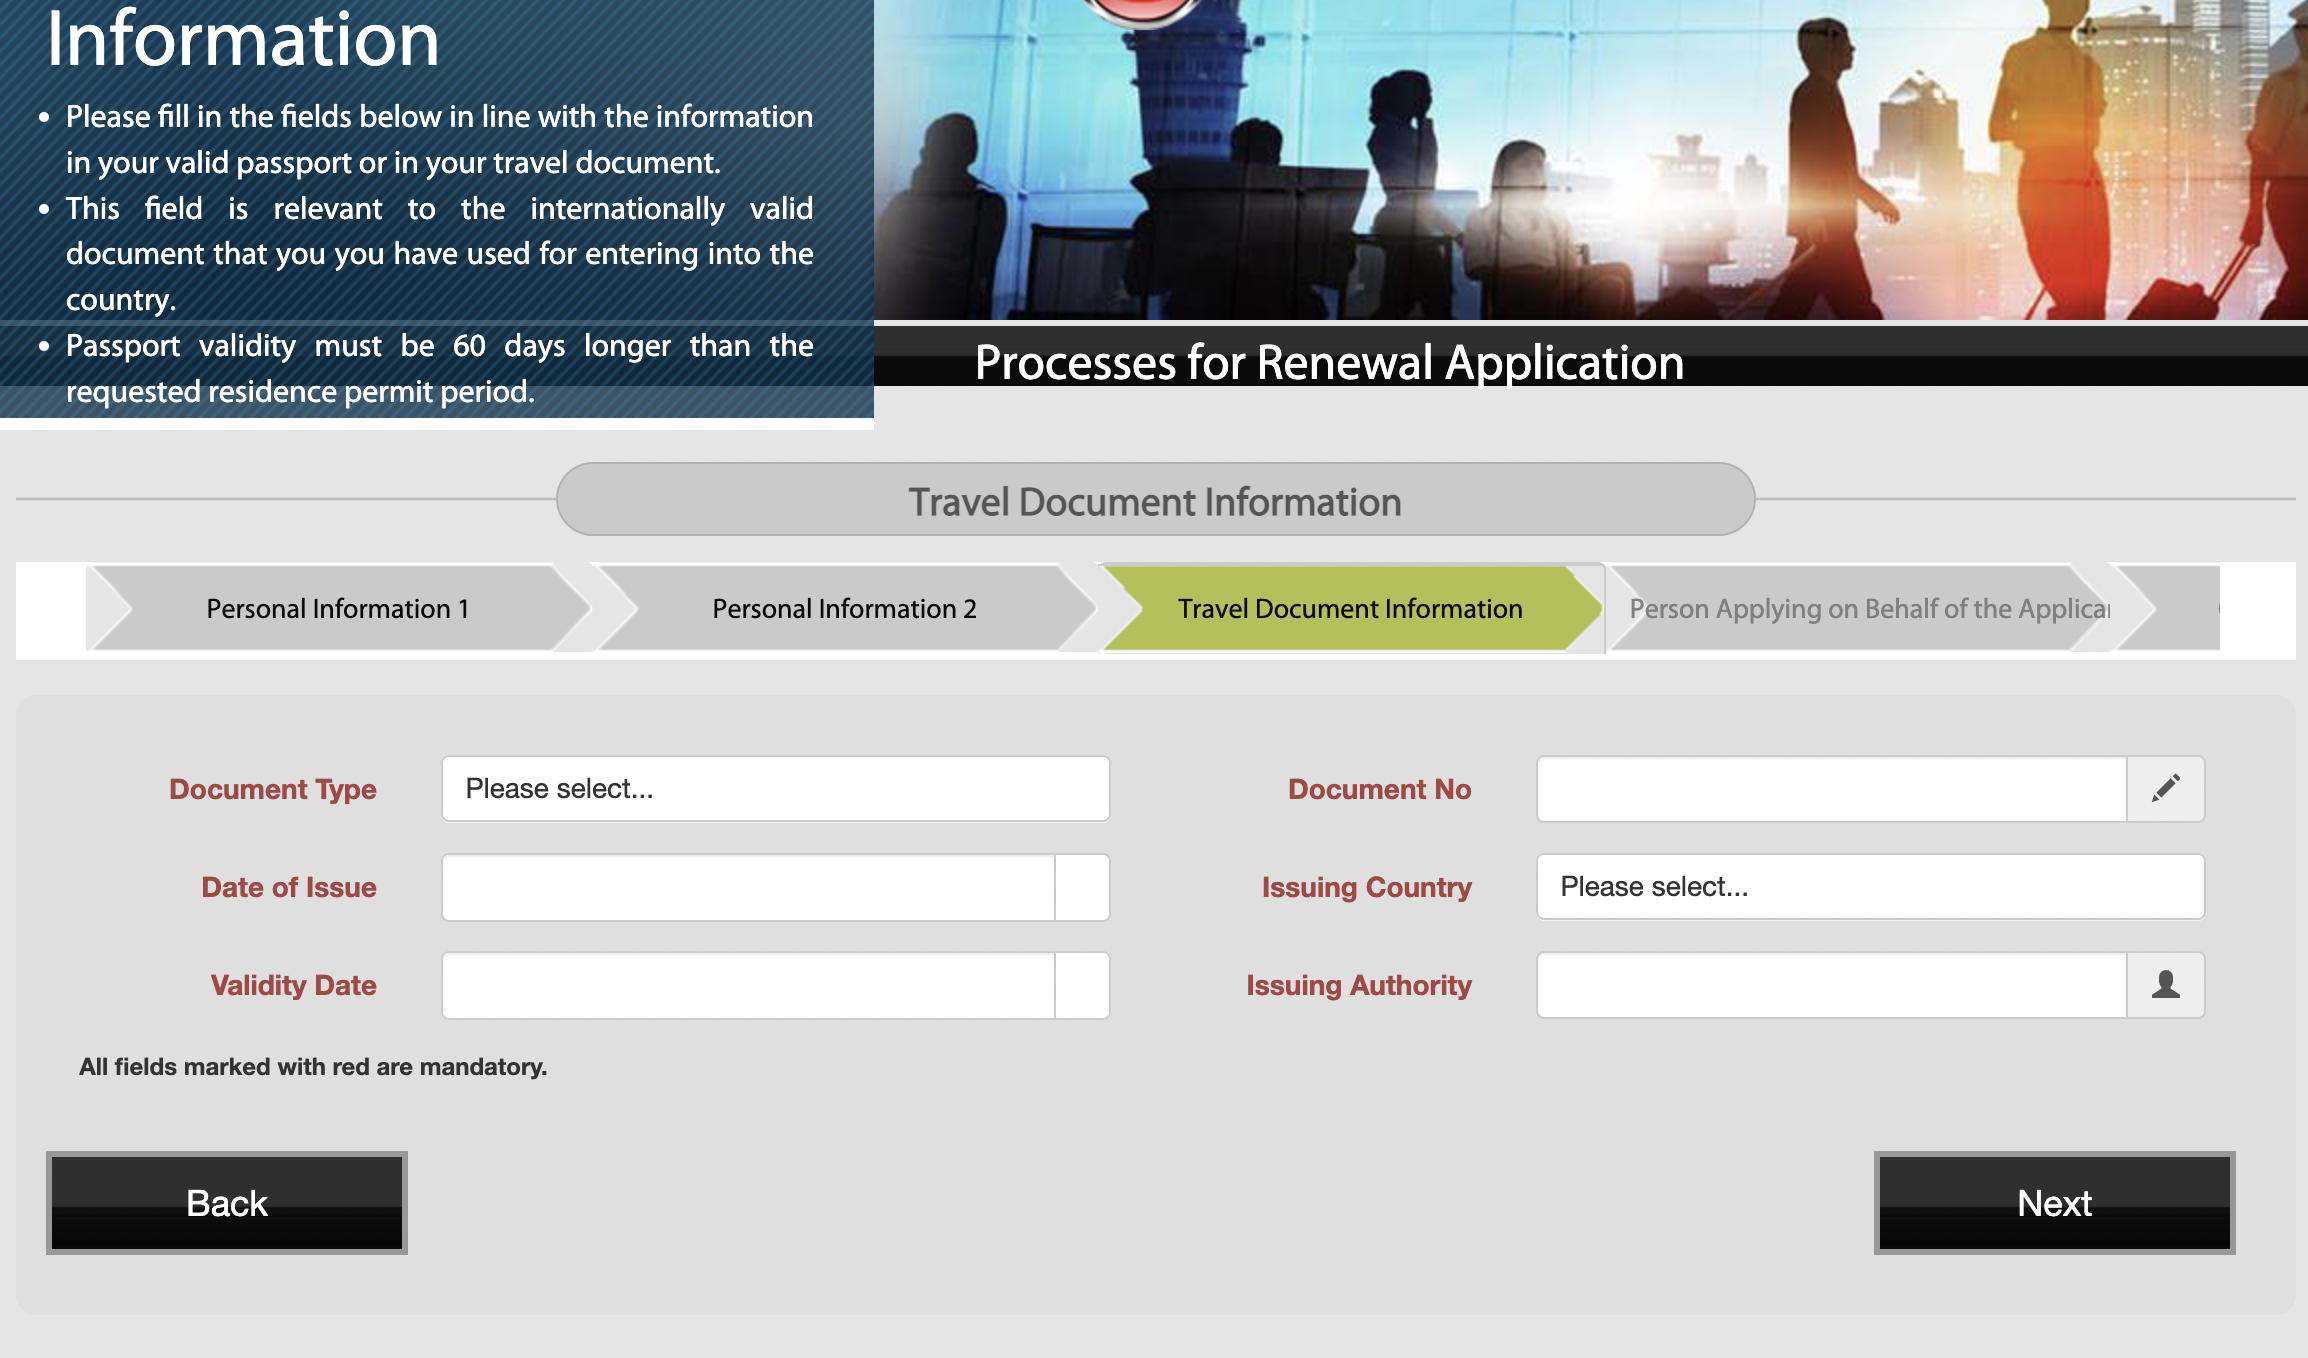 Information
• Please fill in the fields below in line with the information
in your valid passport or in your travel document.
• This field is relevant to the internationally valid
document that you you have used for entering into the
country.
• Passport validity must be 60 days longer than the
requested residence permit period.
Processes for Renewal Application
Travel Document Information
Personal Information 1
Personal Information 2
Travel Document Information
Person Applying on Behalf of the Applica
Document Type
Please select...
Document No
Date of Issue
Issuing Country
Please select...
Validity Date
Issuing Authority
All fields marked with red are mandatory.
Back
Next